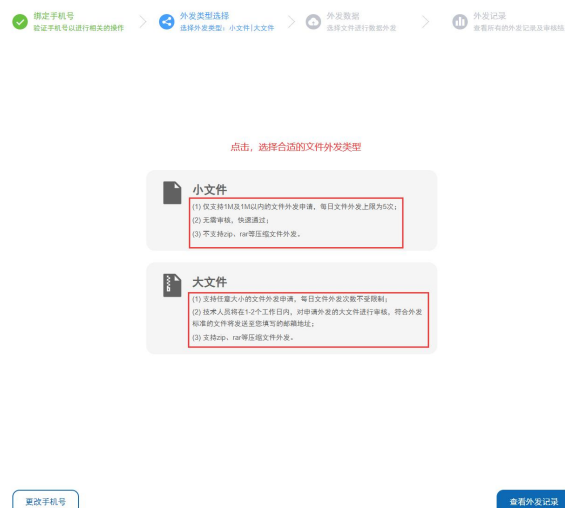 绑定手机号
验证手机号以进行相关的操作
外发类型选择
选择外发类型：小文件|大文件
外发数据
选择文件进行数据外发
外发记录
查看所有的外发记录及审核
点击，选择合适的文件外发类型
小文件
(1) 仅支持1M及1M以内的文件外发申请，每日文件外发上限为5次；
(2) 无需审核，快速通过；
(3) 不支持zip、rar等压缩文件外发。
大文件
(1) 支持任意大小的文件外发申请，每日文件外发次数不受限制；
(2) 技术人员将在1-2个工作日内，对申请外发的大文件进行审核，符合外发
标准的文件将发送至您填写的邮箱地址；
(3) 支持zip、rar等压缩文件外发。
更改手机号
查看外发记录